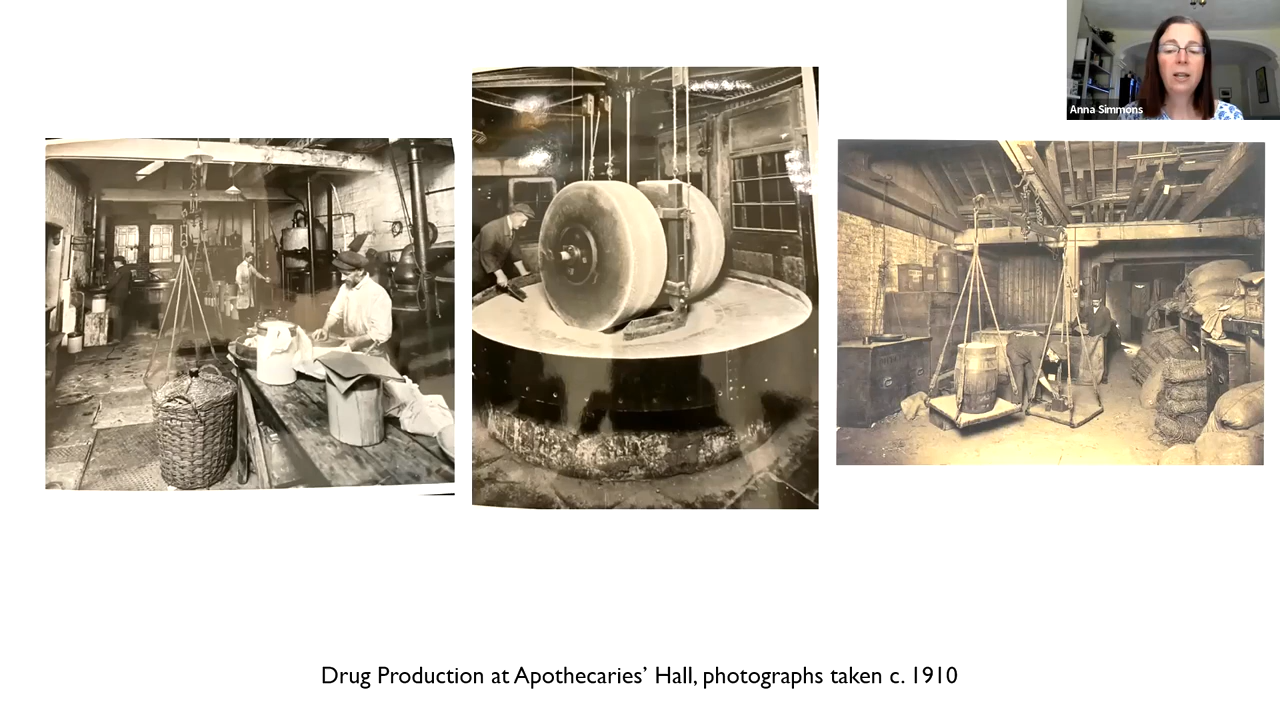 Anna Simmons
Drug Production at Apothecaries’ Hall, photographs taken c. 1910